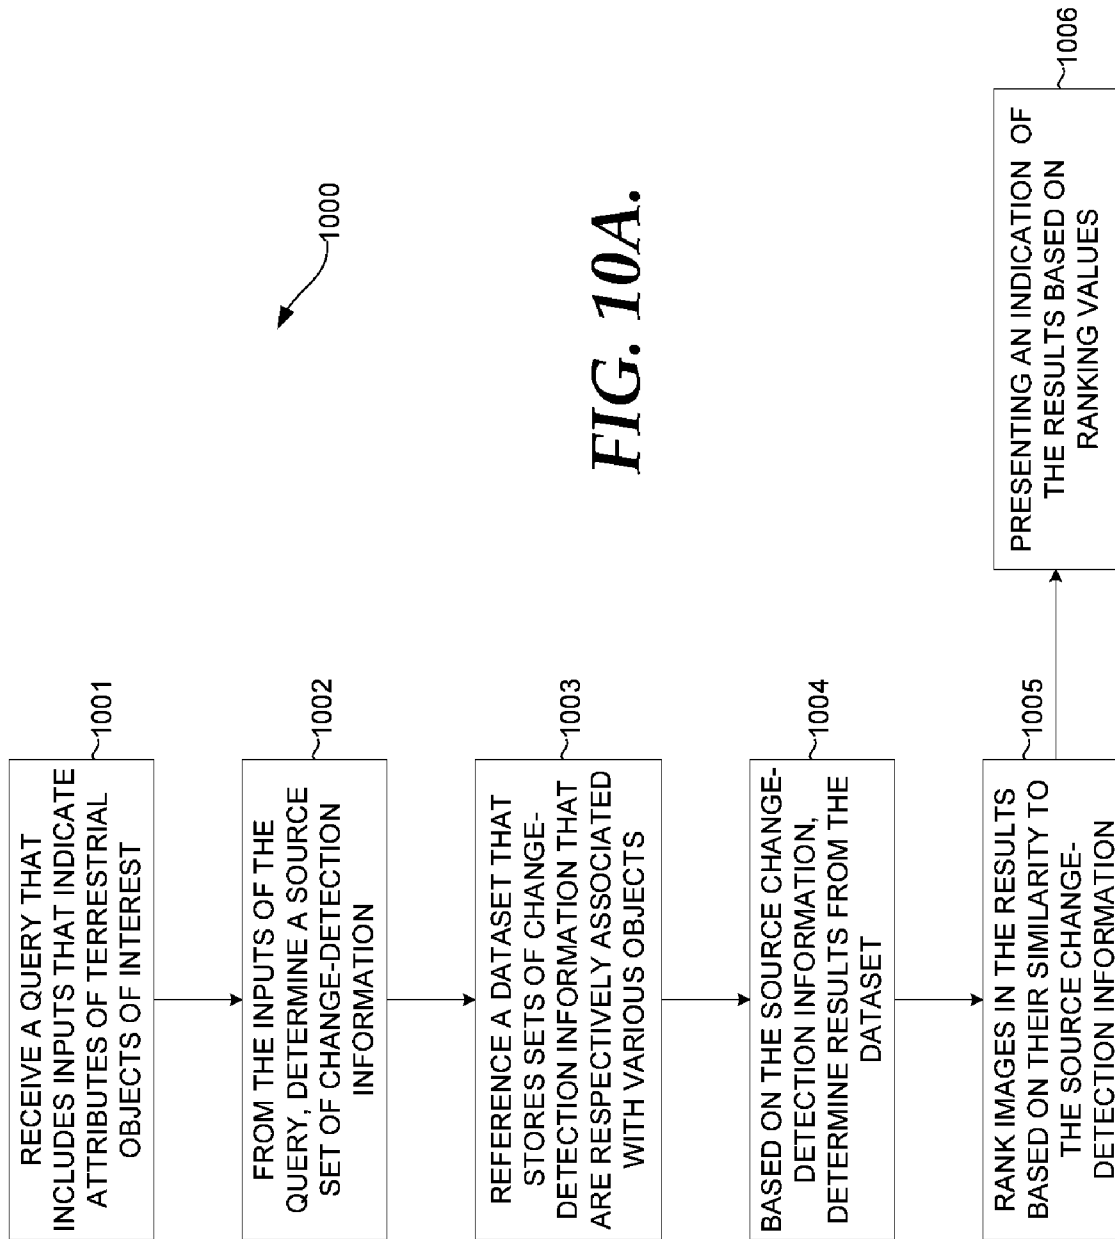 RECEIVE A QUERY THAT
INCLUDES INPUTS THAT INDICATE
ATTRIBUTES OF TERRESTRIAL
OBJECTS OF INTEREST
1001
FROM THE INPUTS OF THE
QUERY, DETERMINE A SOURCE
SET OF CHANGE-DETECTION
INFORMATION
1002
REFERENCE A DATASET THAT
STORES SETS OF CHANGE-
DETECTION INFORMATION THAT
ARE RESPECTIVELY ASSOCIATED
WITH VARIOUS OBJECTS
1003
BASED ON THE SOURCE CHANGE-
DETECTION INFORMATION,
DETERMINE RESULTS FROM THE
DATASET
1004
RANK IMAGES IN THE RESULTS
BASED ON THEIR SIMILARITY TO
THE SOURCE CHANGE-
DETECTION INFORMATION
1005
PRESENTING AN INDICATION OF
THE RESULTS BASED ON
RANKING VALUES
1006
1000
FIG. 10A.